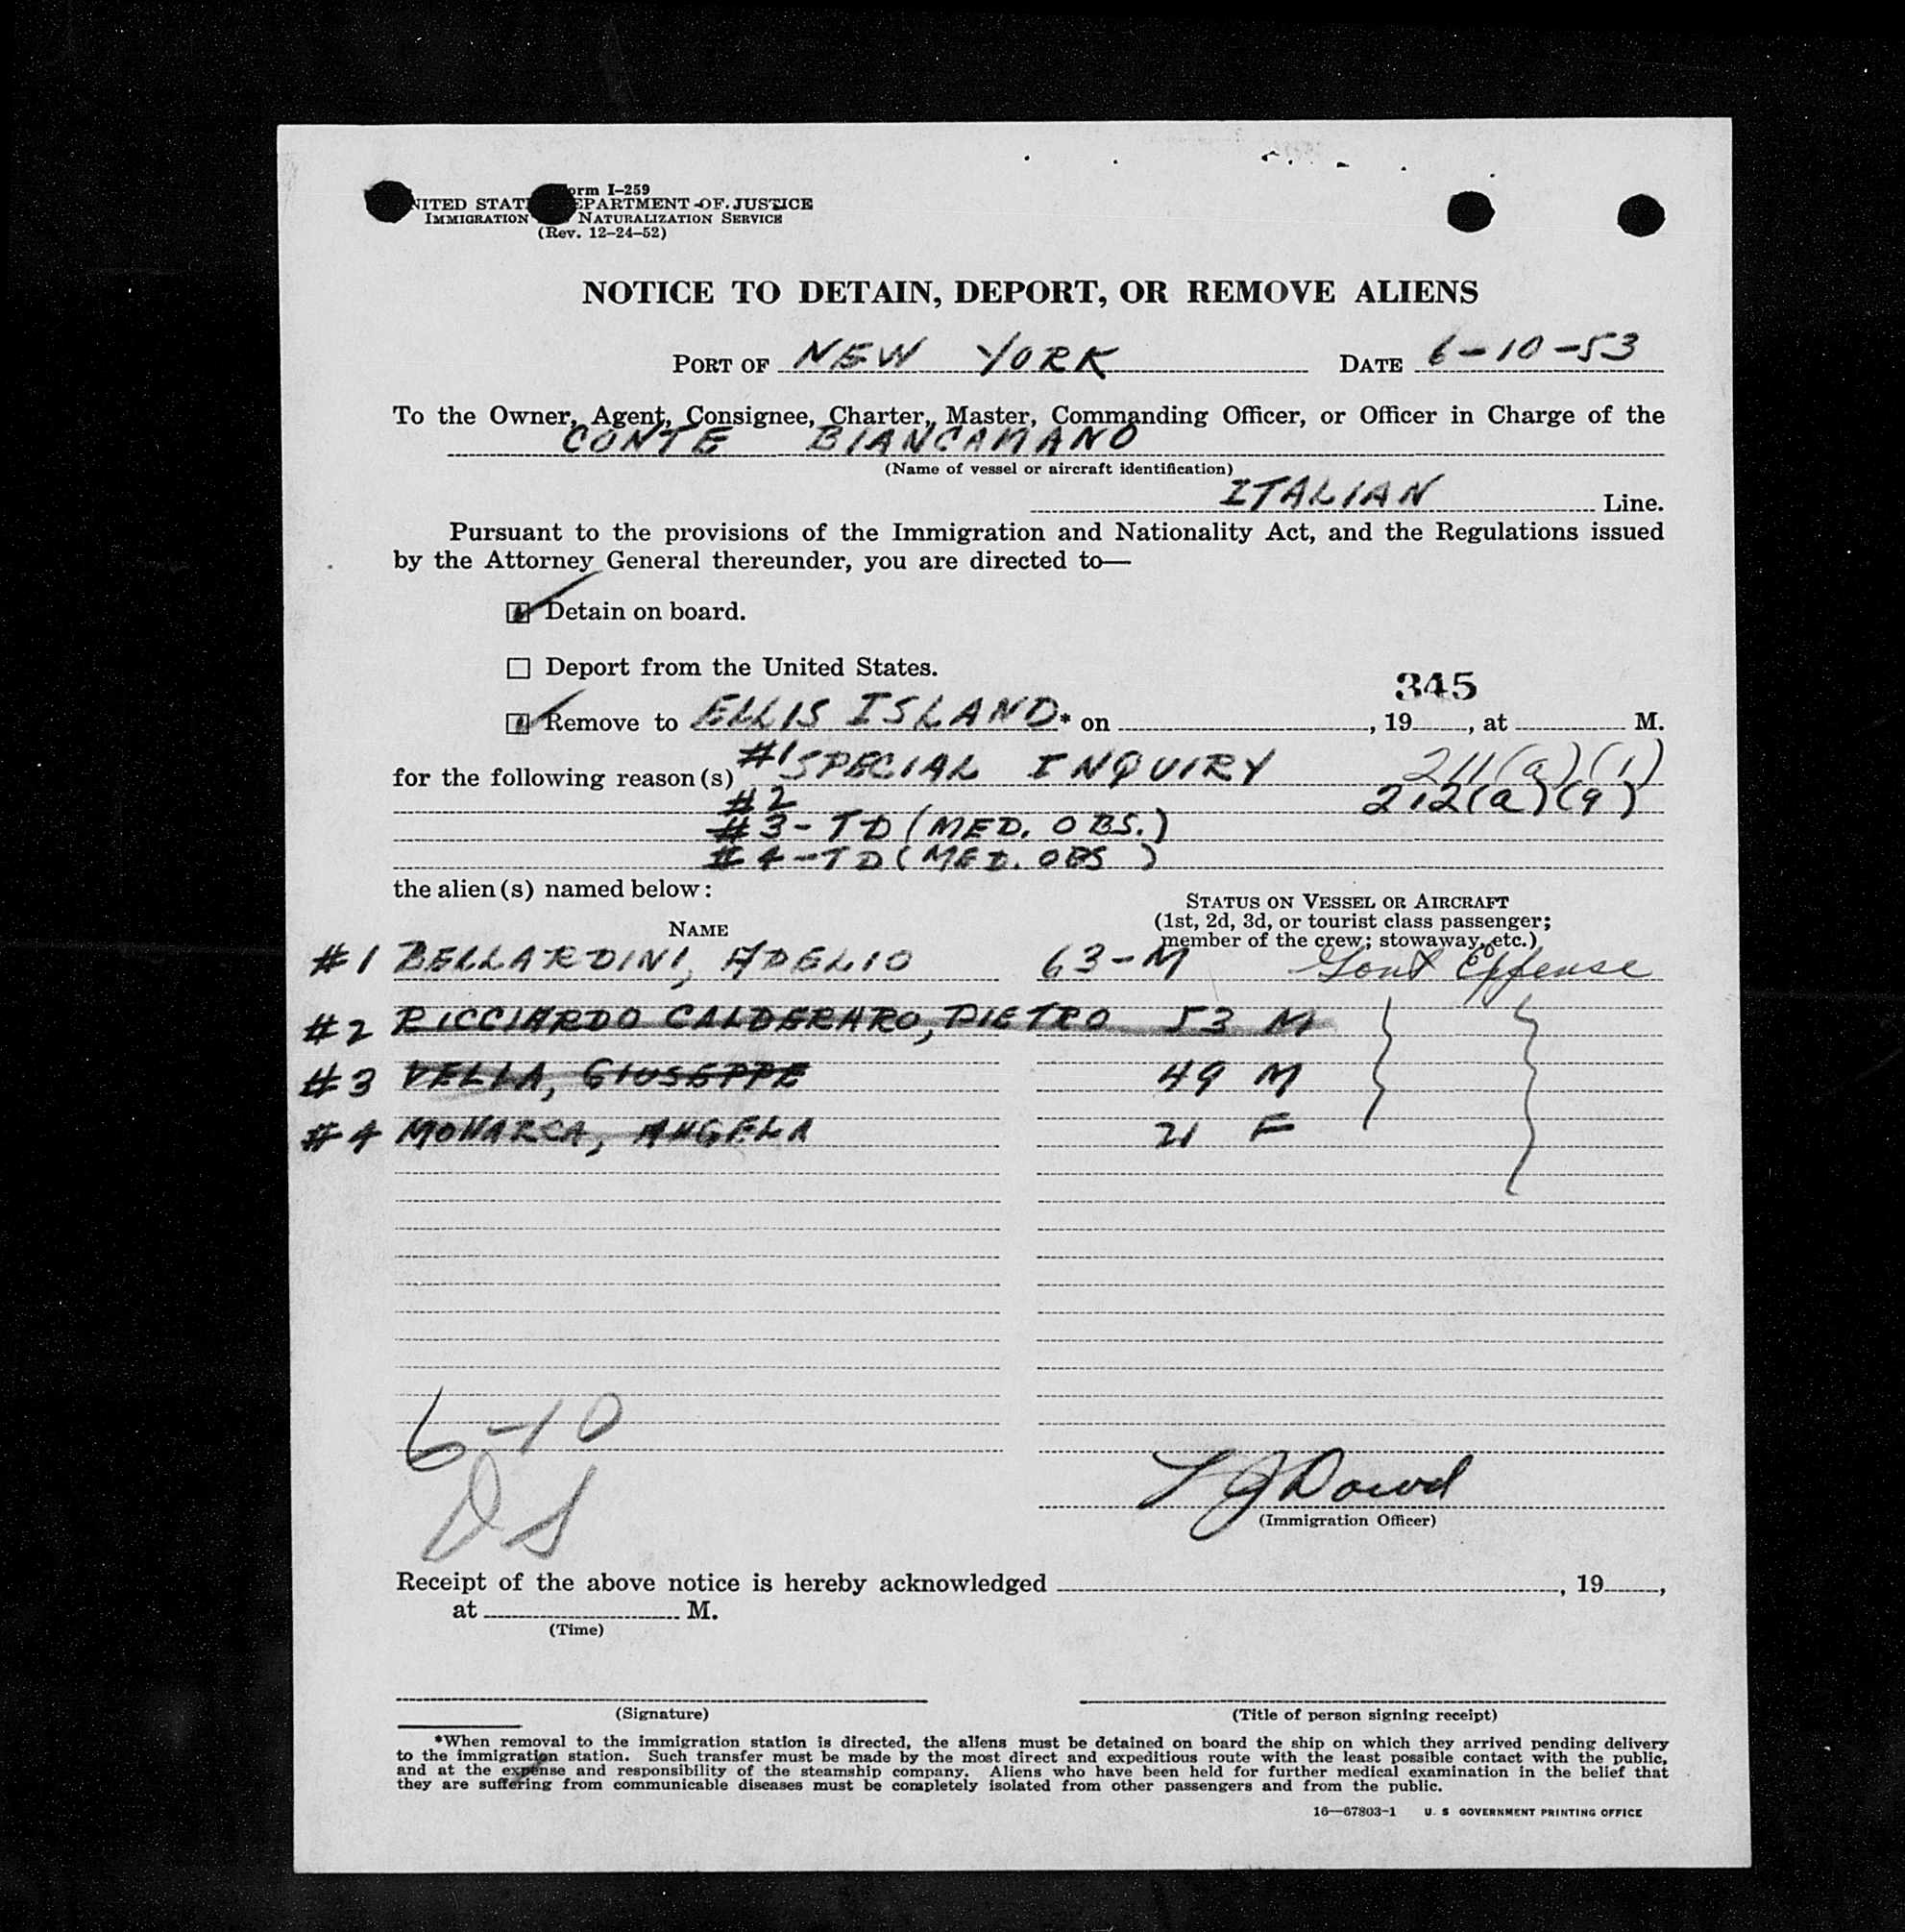 Form I-259
UNITED STATES DEPARTMENT OF JUSTICE
IMMIGRATION NATURALIZATION SERVICE
(Rev. 12-24-52)
NOTICE TO DETAIN, DEPORT, OR REMOVE ALIENS
PORT OF NEW YORK DATE 6-10-53
To the Owner, Agent, Consignee, Charter, Master, Commanding Officer, or Officer in Charge of the
CONTE BIANCAMANO
(Name of vessel or aircraft identification)
ITALIAN Line.
Pursuant to the provisions of the Immigration and Nationality Act, and the Regulations issued
by the Attorney General thereunder, you are directed to—
Detain on board.
Deport from the United States.
345
Remove to ELLIS ISLAND* on , 19 , at M.
for the following reason(s) #1 SPECIAL INQUIRY 211(a)(1)
#2 212(a)(9)
#3-TD (MED. OBS.)
#4-TD (MED. OBS)
the alien(s) named below:
NAME
STATUS ON VESSEL OR AIRCRAFT
(1st, 2d, 3d, or tourist class passenger;
member of the crew; stowaway, etc.)
#1 BELLARDINI, ADELIO 63-M Gout
#2 RICCIARDO CALDERARO, PIETRO 53 M
#3 VELLA, GIUSEPPE 49 M
#4 MONARCA, ANGELA 21 F
6-10
DS
T J Dowd
(Immigration Officer)
Receipt of the above notice is hereby acknowledged , 19 ,
at M.
(Time)
(Signature)
(Title of person signing receipt)
*When removal to the immigration station is directed, the aliens must be detained on board the ship on which they arrived pending delivery
to the immigration station. Such transfer must be made by the most direct and expeditious route with the least possible contact with the public,
and at the expense and responsibility of the steamship company. Aliens who have been held for further medical examination in the belief that
they are suffering from communicable diseases must be completely isolated from other passengers and from the public.
16—67803-1 U. S GOVERNMENT PRINTING OFFICE